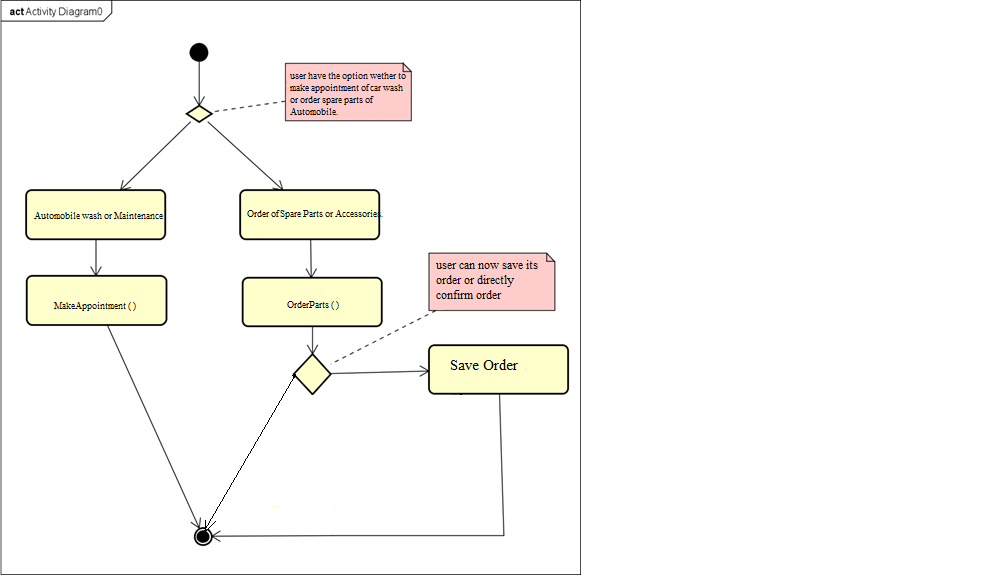 act Activity Diagram0
user have the option wether to
make appointment of car wash
or order spare parts of
Automobile.
Automobile wash or Maintenance
Order of Spare Parts or Accessories.
user can now save its
order or directly
confirm order
MakeAppointment ( )
OrderParts ( )
Save Order